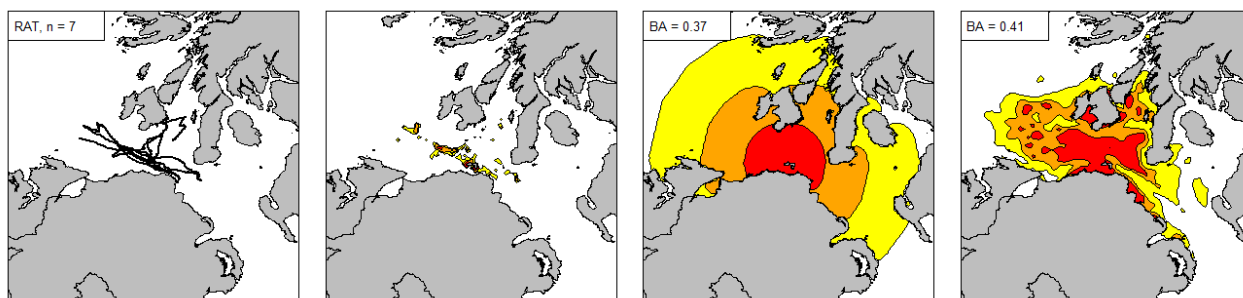 RAT, n = 7
BA = 0.37
BA = 0.41